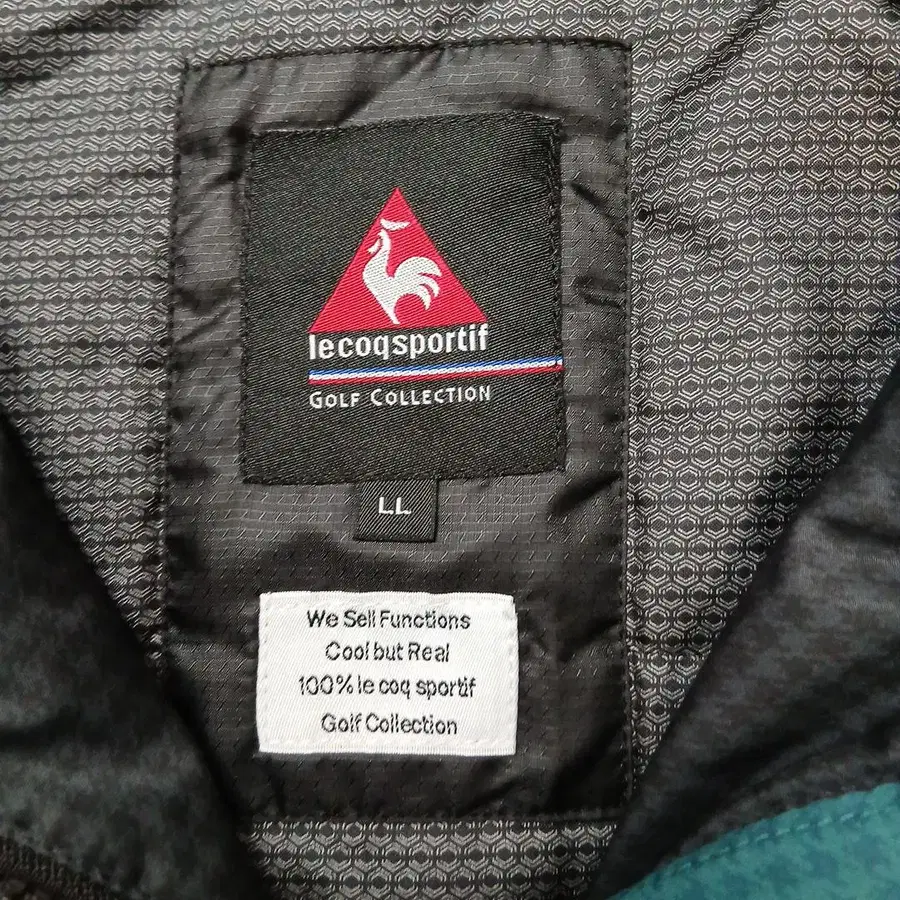 lecoqsportif
GOLF COLLECTION
LL
We Sell Functions
Cool but Real
100% le coq sportif
Golf Collection